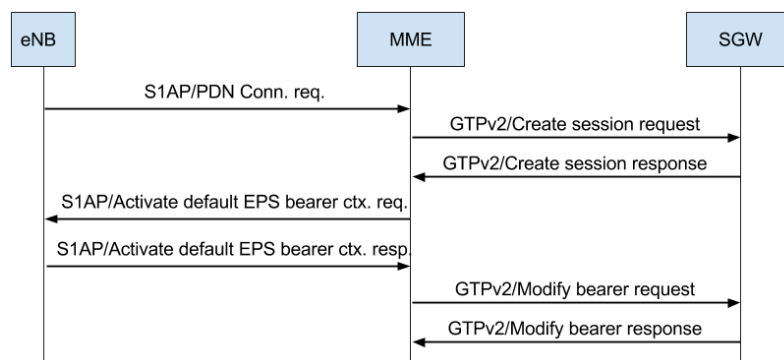 eNB
MME
SGW
S1AP/PDN Conn. req.
GTPv2/Create session request
GTPv2/Create session response
S1AP/Activate default EPS bearer ctx. req.
S1AP/Activate default EPS bearer ctx. resp.
GTPv2/Modify bearer request
GTPv2/Modify bearer response